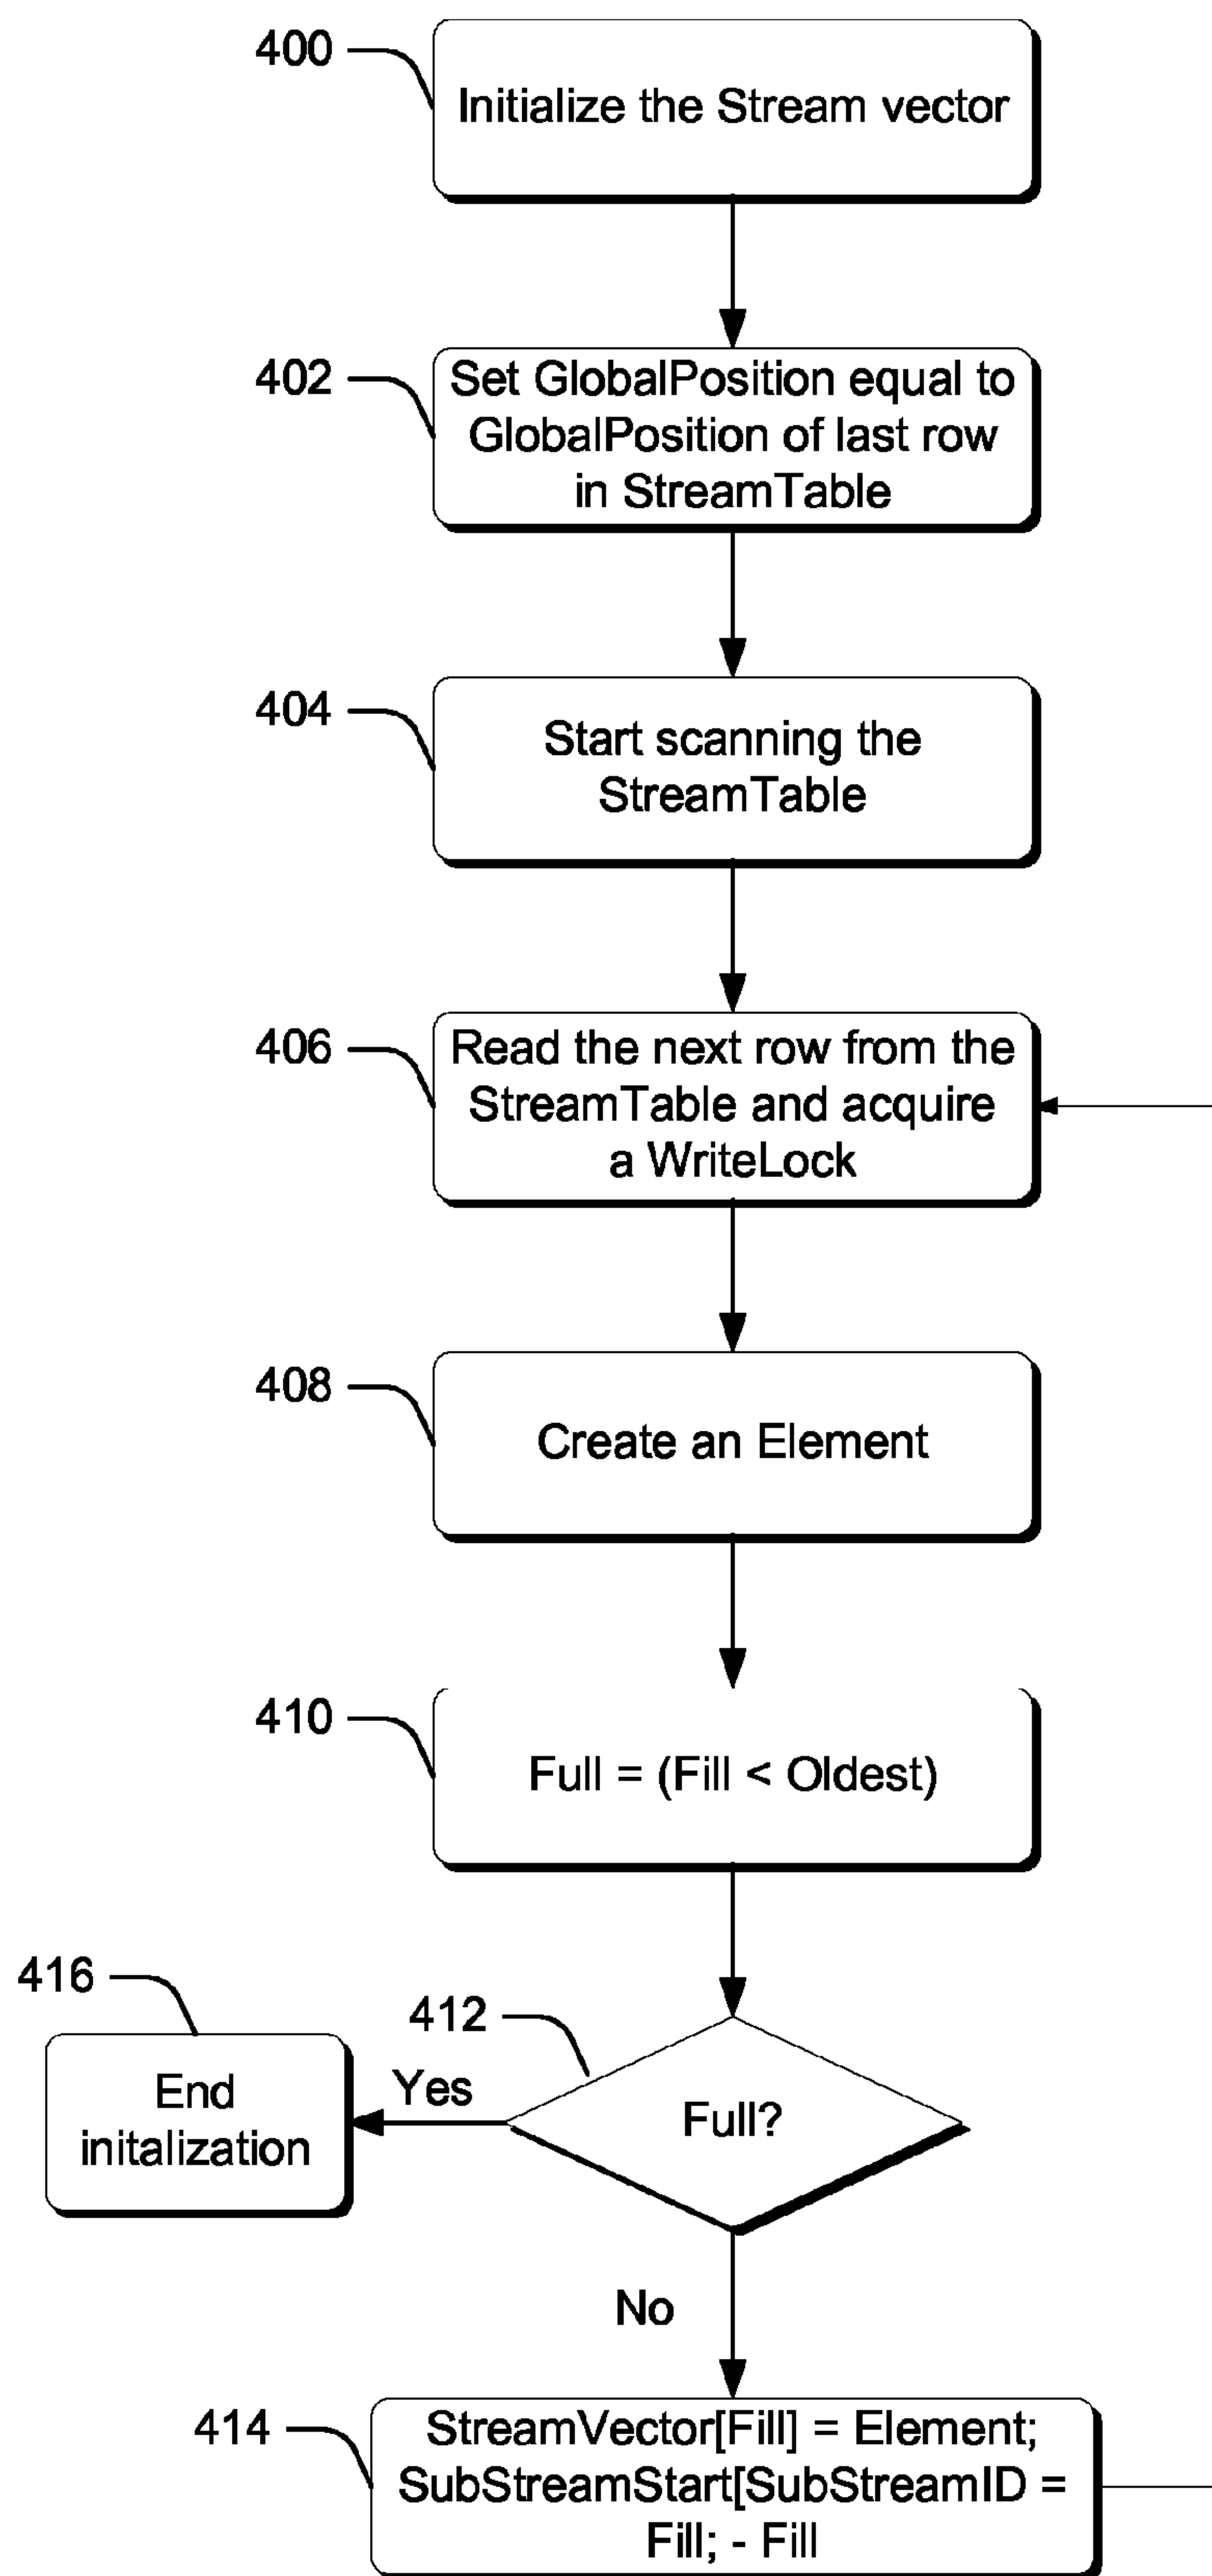 400
Initialize the Stream vector
402
Set GlobalPosition equal to
GlobalPosition of last row
in StreamTable
404
Start scanning the
StreamTable
406
Read the next row from the
StreamTable and acquire
a WriteLock
408
Create an Element
410
Full = (Fill < Oldest)
416
412
End
initalization
Yes
Full?
No
414
StreamVector[Fill] = Element;
SubStreamStart[SubStreamID =
Fill; - Fill